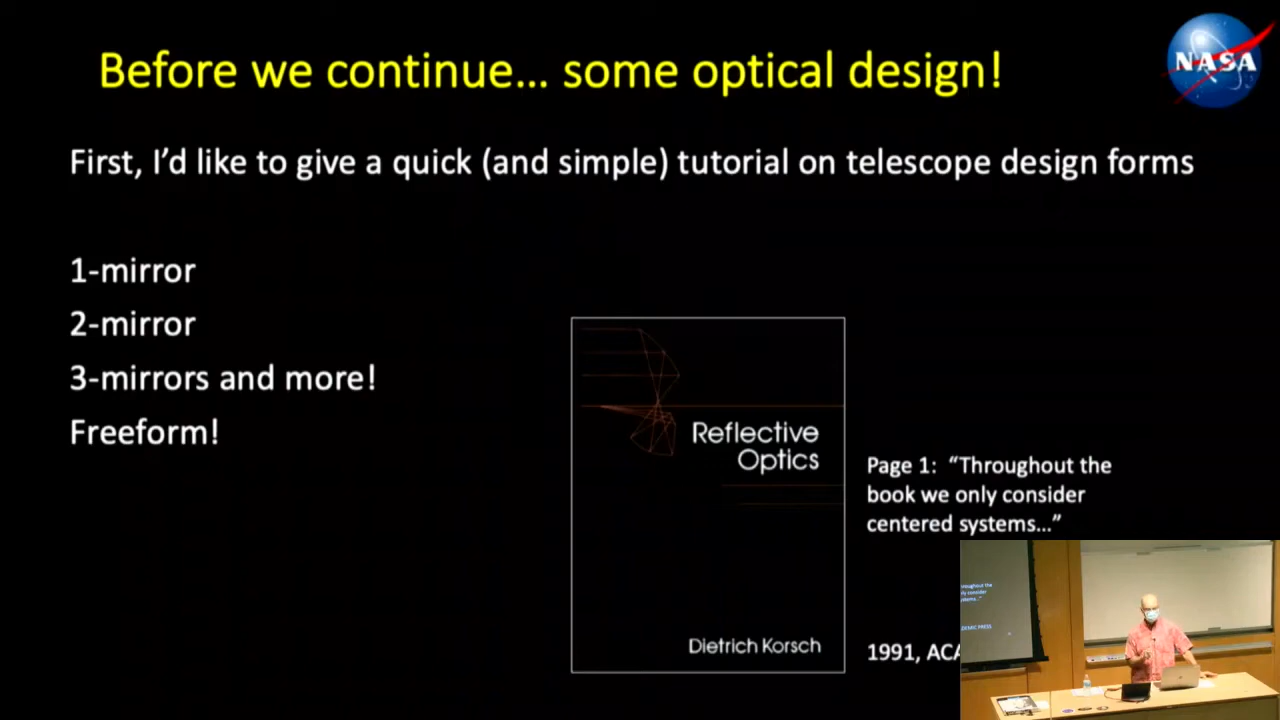 Before we continue... some optical design!
NASA
First, I'd like to give a quick (and simple) tutorial on telescope design forms
1-mirror
2-mirror
3-mirrors and more!
Freeform!
Reflective
Optics
Dietrich Korsch
Page 1: “Throughout the
book we only consider
centered systems...”
1991, ACA